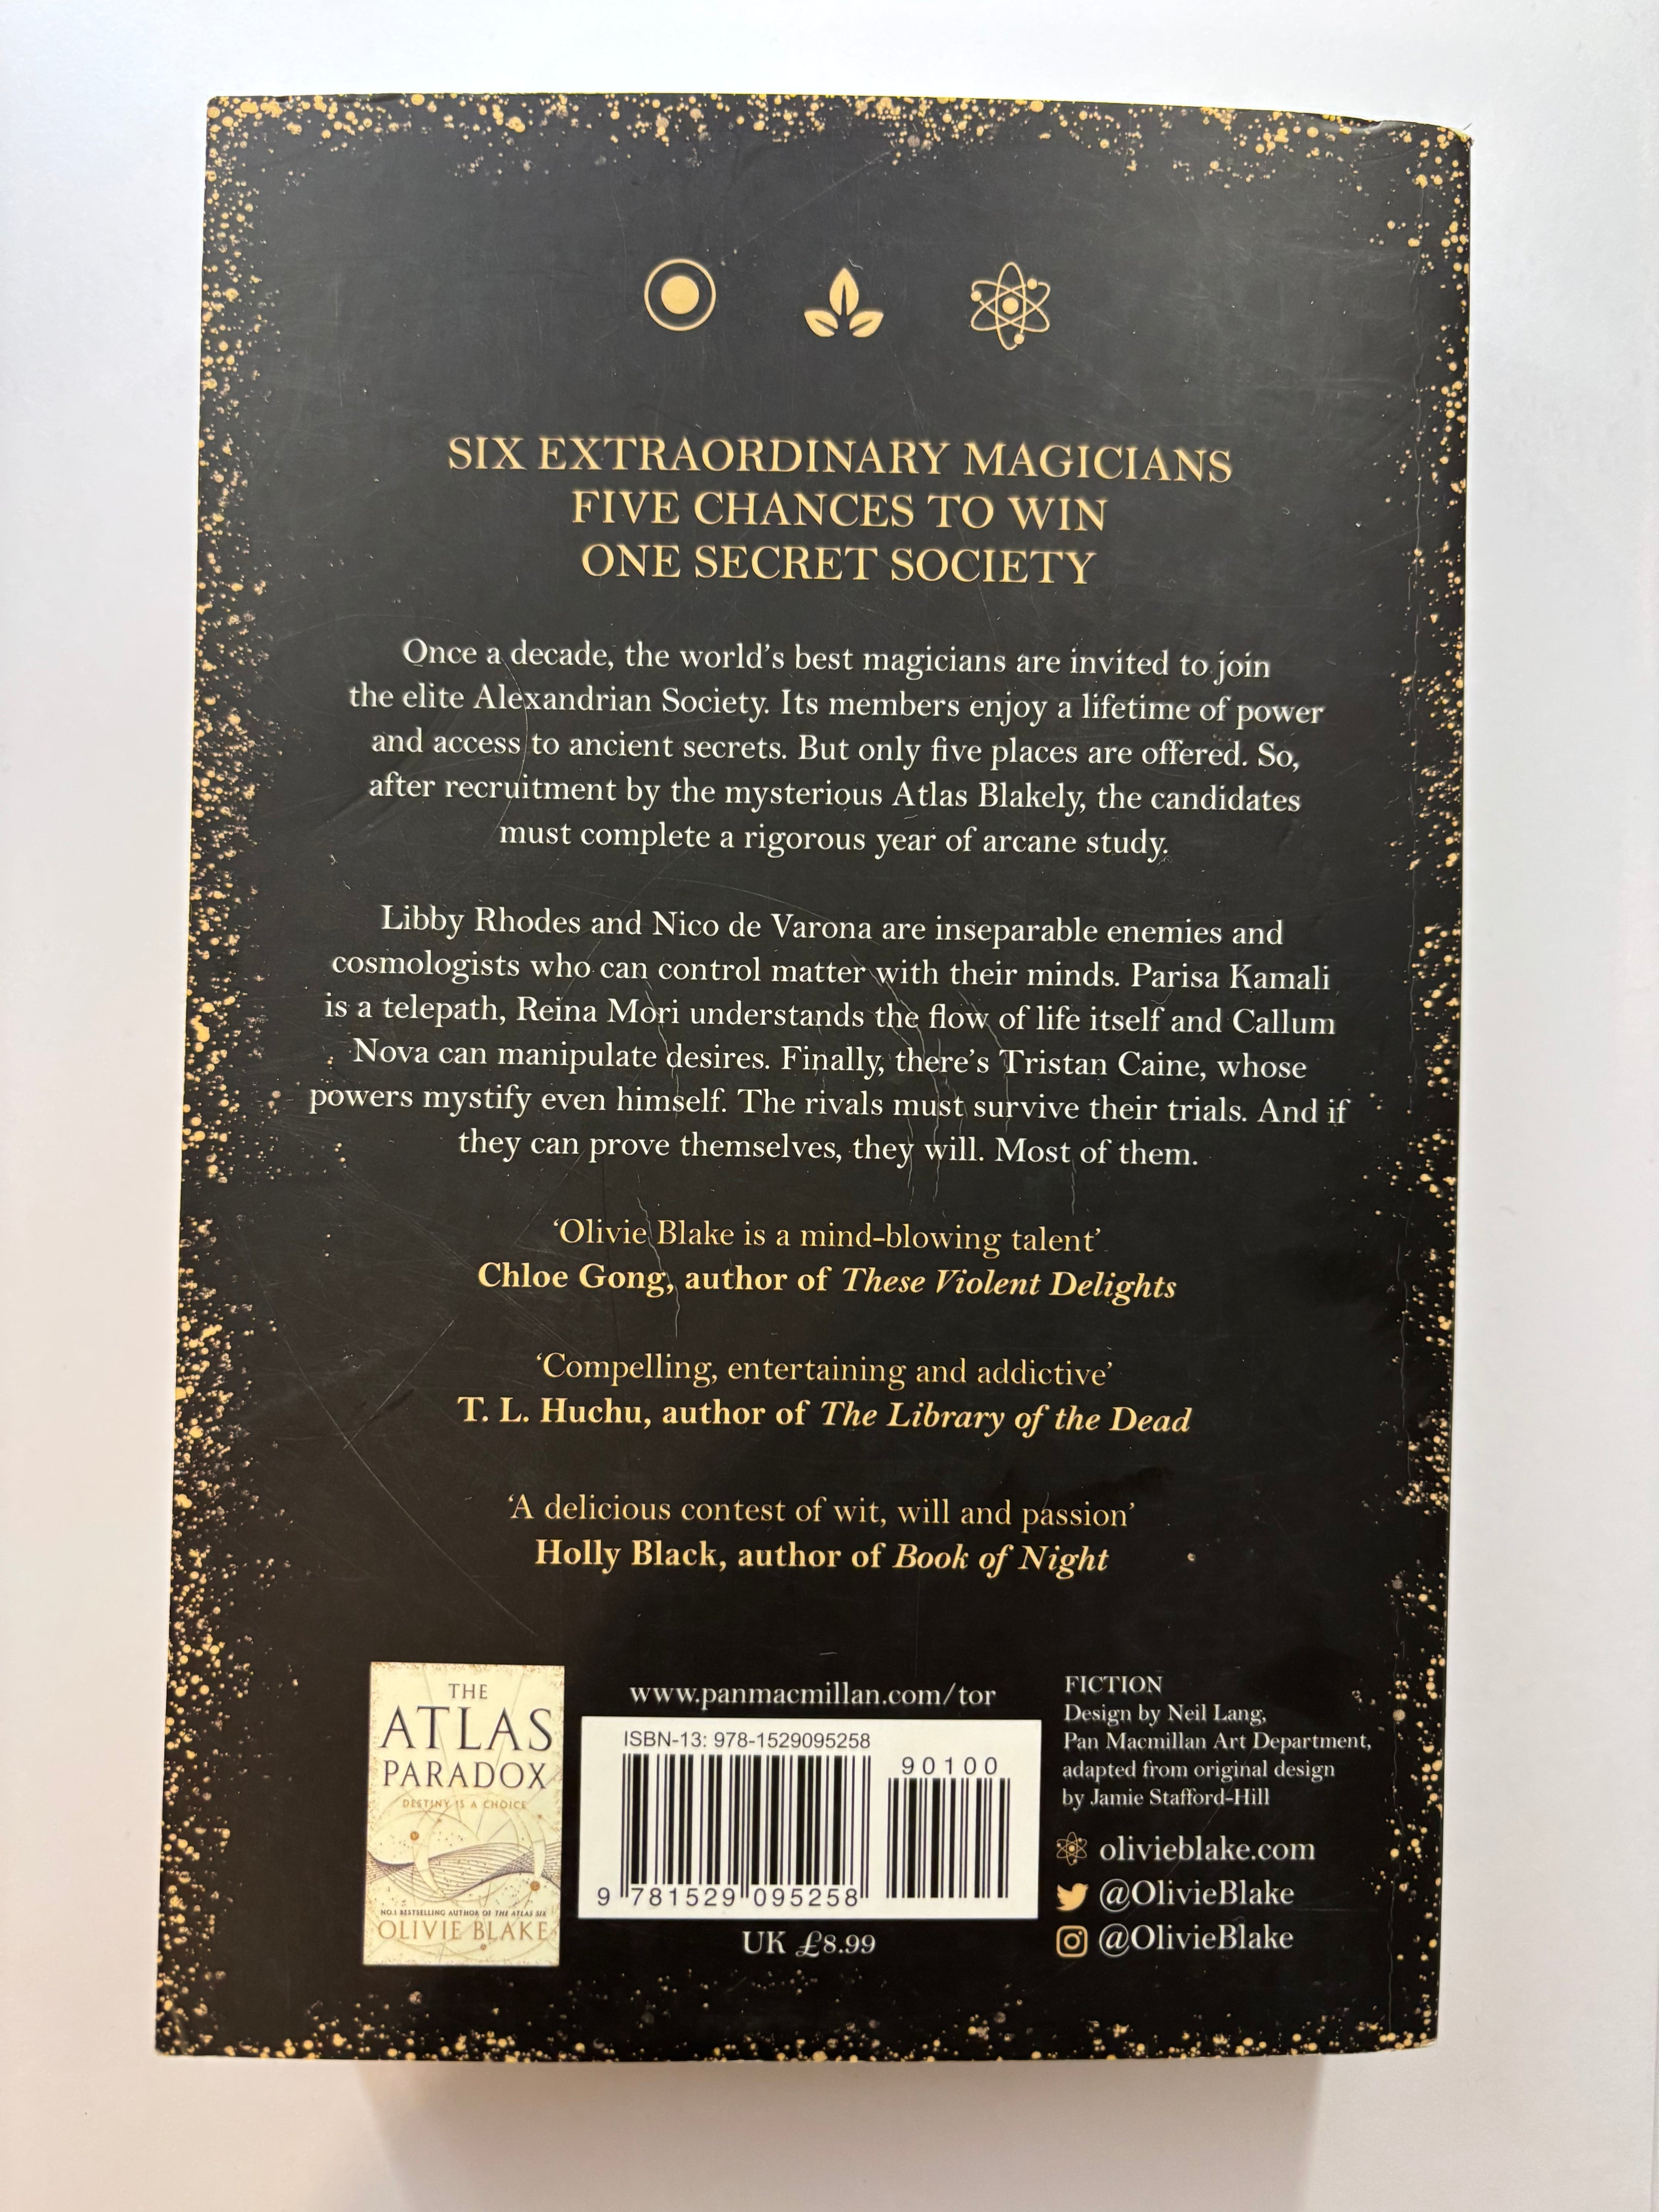 SIX EXTRAORDINARY MAGICIANS
FIVE CHANCES TO WIN
ONE SECRET SOCIETY
Once a decade, the world’s best magicians are invited to join
the elite Alexandrian Society. Its members enjoy a lifetime of power
and access to ancient secrets. But only five places are offered. So,
after recruitment by the mysterious Atlas Blakely, the candidates
must complete a rigorous year of arcane study.
Libby Rhodes and Nico de Varona are inseparable enemies and
cosmologists who can control matter with their minds. Parisa Kamali
is a telepath, Reina Mori understands the flow of life itself and Callum
Nova can manipulate desires. Finally, there’s Tristan Caine, whose
powers mystify even himself. The rivals must survive their trials. And if
they can prove themselves, they will. Most of them.
‘Olivie Blake is a mind-blowing talent’
Chloe Gong, author of These Violent Delights
‘Compelling, entertaining and addictive’
T. L. Huchu, author of The Library of the Dead
‘A delicious contest of wit, will and passion’
Holly Black, author of Book of Night
THE
ATLAS
PARADOX
DESTINY IS A CHOICE
NO.1 BESTSELLING AUTHOR OF THE ATLAS SIX
OLIVIE BLAKE
www.panmacmillan.com/tor
ISBN-13: 978-1529095258
90100
9 781529 095258
UK £8.99
FICTION
Design by Neil Lang,
Pan Macmillan Art Department,
adapted from original design
by Jamie Stafford-Hill
olivieblake.com
@OlivieBlake
@OlivieBlake